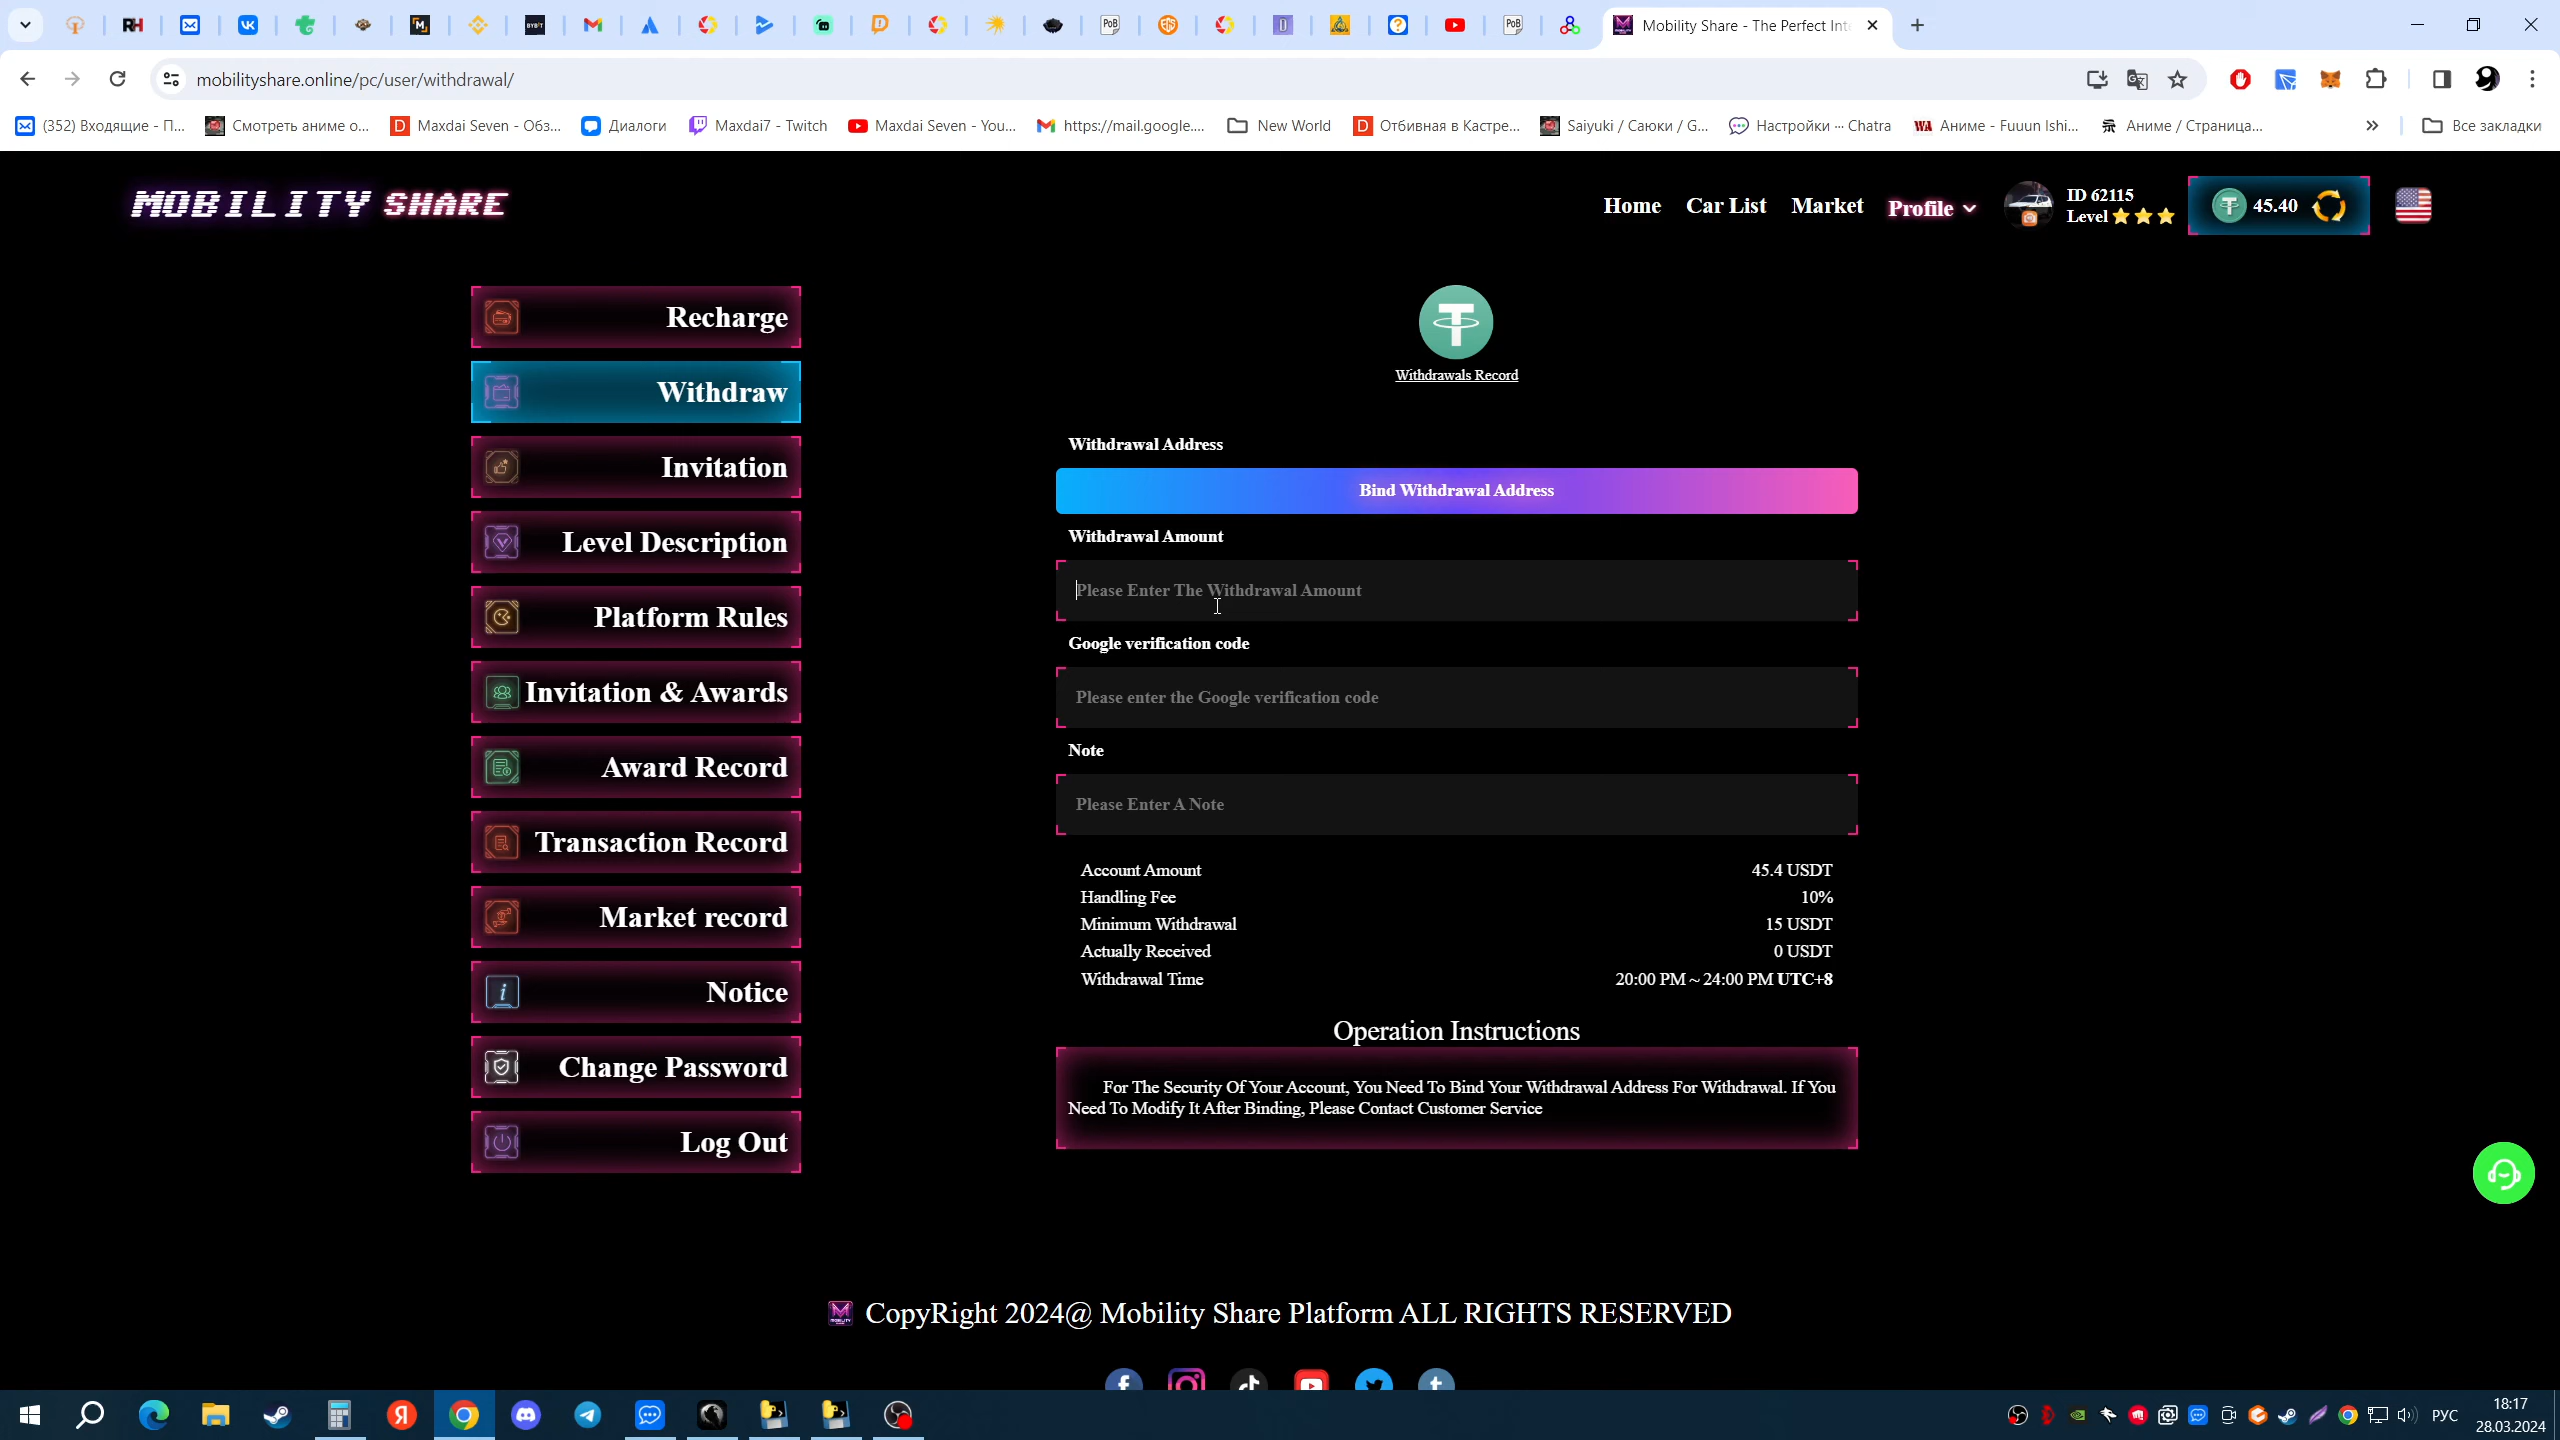 Mobility Share - The Perfect Int
mobilityshare.online/pc/user/withdrawal/
(352) Входящие - П...
Смотреть аниме о...
Maxdai Seven - Обз...
Диалоги
Maxdai7 - Twitch
Maxdai Seven - You...
https://mail.google....
New World
Отбивная в Кастре...
Saiyuki / Саюки / G...
Настройки ··· Chatra
Аниме - Fuuun Ishi...
Аниме / Страница...
»
Все закладки
MOBILITY SHARE
Home
Car List
Market
Profile
ID 62115
Level
45.40
Recharge
Withdraw
Invitation
Level Description
Platform Rules
Invitation & Awards
Award Record
Transaction Record
Market record
Notice
Change Password
Log Out
Withdrawals Record
Withdrawal Address
Bind Withdrawal Address
Withdrawal Amount
Please Enter The Withdrawal Amount
Google verification code
Please enter the Google verification code
Note
Please Enter A Note
Account Amount 45.4 USDT
Handling Fee 10%
Minimum Withdrawal 15 USDT
Actually Received 0 USDT
Withdrawal Time 20:00 PM ~ 24:00 PM UTC+8
Operation Instructions
For The Security Of Your Account, You Need To Bind Your Withdrawal Address For Withdrawal. If You
Need To Modify It After Binding, Please Contact Customer Service
CopyRight 2024@ Mobility Share Platform ALL RIGHTS RESERVED
РУС
18:17
28.03.2024